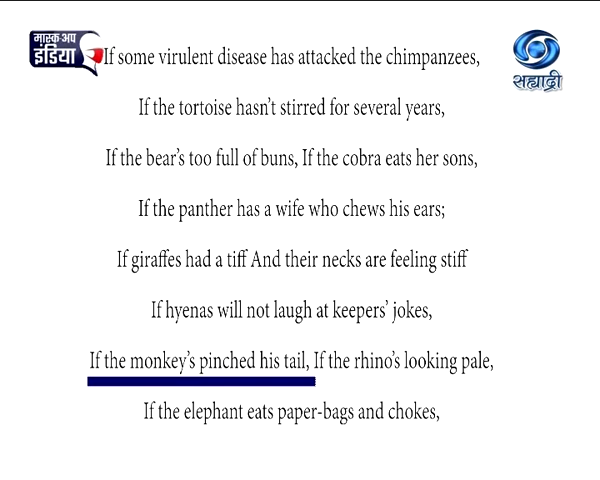 मास्क अप
इंडिया
सह्याद्री
If some virulent disease has attacked the chimpanzees,
If the tortoise hasn't stirred for several years,
If the bear's too full of buns, If the cobra eats her sons,
If the panther has a wife who chews his ears;
If giraffes had a tiff And their necks are feeling stiff
If hyenas will not laugh at keepers' jokes,
If the monkey's pinched his tail, If the rhino's looking pale,
If the elephant eats paper-bags and chokes,